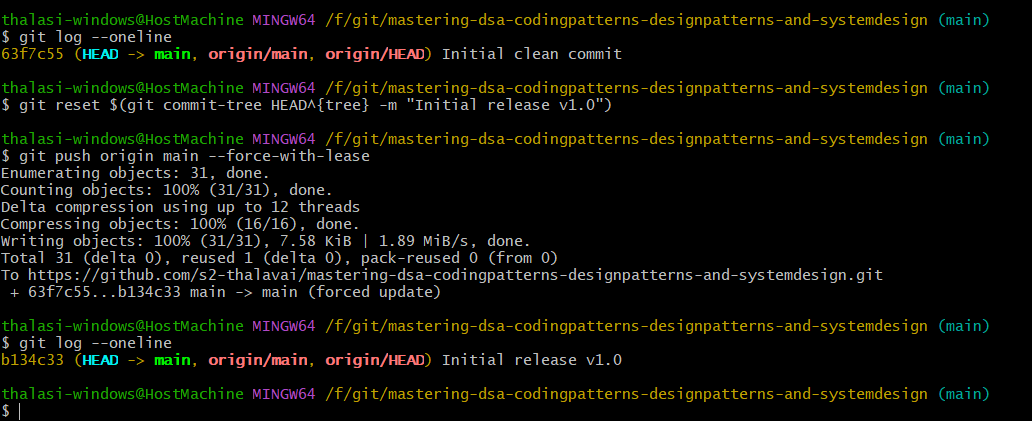 thalasi-windows@HostMachine MINGW64 /f/git/mastering-dsa-codingpatterns-designpatterns-and-systemdesign (main)
$ git log --oneline
63f7c55 (HEAD -> main, origin/main, origin/HEAD) Initial clean commit
thalasi-windows@HostMachine MINGW64 /f/git/mastering-dsa-codingpatterns-designpatterns-and-systemdesign (main)
$ git reset $(git commit-tree HEAD^{tree} -m "Initial release v1.0")
thalasi-windows@HostMachine MINGW64 /f/git/mastering-dsa-codingpatterns-designpatterns-and-systemdesign (main)
$ git push origin main --force-with-lease
Enumerating objects: 31, done.
Counting objects: 100% (31/31), done.
Delta compression using up to 12 threads
Compressing objects: 100% (16/16), done.
Writing objects: 100% (31/31), 7.58 KiB | 1.89 MiB/s, done.
Total 31 (delta 0), reused 1 (delta 0), pack-reused 0 (from 0)
To https://github.com/s2-thalavai/mastering-dsa-codingpatterns-designpatterns-and-systemdesign.git
 + 63f7c55...b134c33 main -> main (forced update)
thalasi-windows@HostMachine MINGW64 /f/git/mastering-dsa-codingpatterns-designpatterns-and-systemdesign (main)
$ git log --oneline
b134c33 (HEAD -> main, origin/main, origin/HEAD) Initial release v1.0
thalasi-windows@HostMachine MINGW64 /f/git/mastering-dsa-codingpatterns-designpatterns-and-systemdesign (main)
$